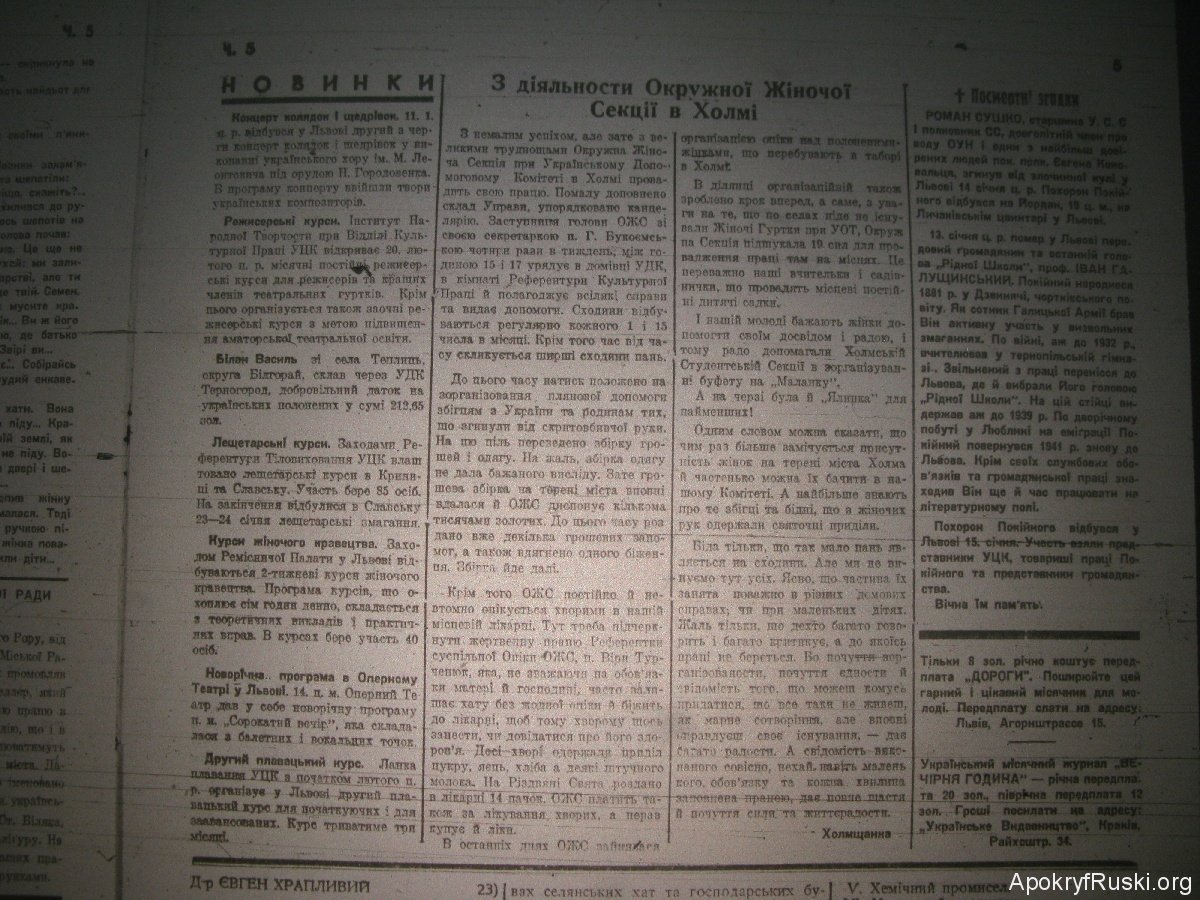 Ч. 5
Ч. 5
5
— скрикнула на
НОВИНКИ
Концерт колядок і щедрівок. 11. 1.
ц. р. відбувся у Львові другий з чер-
ги концерт колядок і щедрівок у ви-
конанні українського хору ім. М. Ле-
онтовича під орудою Н. Городовенка.
В програму концерту ввійшли твори
українських композиторів.
Режисерські курси. Інститут На-
родної Творчости при Відділі Куль-
турної Праці УЦК відкриває 20. лю-
того п. р. місячні постійні режисер-
ські курси для режисерів та кращих
членів театральних гуртків. Крім
цього організується також заочні ре-
жисерські курси з метою підвищен-
ня аматорської театральної освіти.
Білан Василь зі села Теплиць,
округа Білгорай, склав через УДК
Терногород, добровільний даток на
українських полонених у сумі 212,65
зол.
Лещетарські курси. Заходами Ре-
ферентури Тіловиховання УЦК влаш
товано лещетарські курси в Крини-
ці та Славську. Участь бере 85 осіб.
На закінчення відбулися в Славську
23—24 січня лещетарські змагання.
Курси жіночого кравецтва. Захо-
дом Ремісничої Палати у Львові від-
буваються 2-тижневі курси жіночого
кравецтва. Програма курсів, що о-
хоплює сім годин денно, складається
з теоретичних викладів і практич-
них вправ. В курсах бере участь 40
осіб.
Новорічна програма в Оперному
Театрі у Львові. 14. п. м. Оперний Те
атр дав у себе новорічну програму
п. н. „Сорокатий вечір", яка склада-
лася з балетних і вокальних точок.
Другий плавацький курс. Ланка
плавання УЦК з початком лютого п.
р. організує у Львові другий пла-
вацький курс для початкуючих і для
заавансованих. Курс триватиме три
місяці.
З діяльности Окружної Жіночої
Секції в Холмі
З немалим успіхом, але зате з ве-
ликими труднощами Окружна Жіно-
ча Секція при Українському Допо-
моговому Комітеті в Холмі прова-
дить свою працю. Помалу доповнено
склад Управи, упорядковано канце-
лярію. Заступниця голови ОЖС зі
своєю секретаркою п. Г. Букоємсь-
кою чотири рази в тиждень, між го-
диною 15 і 17 урядує в домівці УДК,
в кімнаті Референтури Культурної
Праці й полагоджує всілякі справи
та видає допомоги. Сходини відбу-
ваються регулярно кожного 1 і 15
числа в місяці. Крім того час від ча-
су скликується ширші сходини пань.
До цього часу натиск положено на
зорганізування плянової допомоги
збігцям з України та родинам тих,
що згинули від скритовбивчої руки.
На цю ціль переведено збірку гро-
шей і одягу. На жаль, збірка одягу
не дала бажаного висліду. Зате гро-
шева збірка на терені міста вповні
вдалася й ОЖС диспонує кількома
тисячами золотих. До цього часу роз
дано вже декілька грошевих запо-
мог, а також вдягнено одного біжен-
ця. Збірка йде далі.
Крім того ОЖС постійно й не-
втомно опікується хворими в нашій
місцевій лікарні. Тут треба підчерк-
нути жертвенну працю Референтки
суспільної Опіки ОЖС, п. Віри Тур-
ченюк, яка, не зважаючи на обов'яз-
ки матері й господині, часто зали-
шає хату без жодної опіки й біжить
до лікарні, щоб тому хворому щось
занести, чи довідатися про його здо-
ров'я. Деякі хворі одержали приділ
цукру, яєць, хліба а деякі штучного
молока. На Різдвяні Свята роздано
в лікарні 14 пачок. ОЖС платить та-
кож за лікування хворих, а нераз
купує й ліки.
В останніх днях ОЖС зайнялася
організацією опіки над полоненими-
жінками, що перебувають в таборі
в Холмі.
В ділянці організаційній також
зроблено крок вперед, а саме, з ува-
ги на те, що по селах ніде не існу-
вали Жіночі Гуртки при УОТ, Окруж
на Секція підшукала 19 сил для про-
вадження праці там на місцях. Це
переважно наші вчительки і садів-
нички, що провадять місцеві постій-
ні дитячі садки.
І нашій молоді бажають жінки до-
помогти своїм досвідом і радою, і
тому радо допомагали Холмській
Студентській Секції в зорганізуван-
ні буфету на „Маланку".
А на черзі була й „Ялинка" для
найменших!
Одним словом можна сказати, що
чим раз більше замічується присут-
ність жінок на терені міста Холма
й частенько можна їх бачити в на-
шому Комітеті. А найбільше знають
про те збігці та бідні, що з жіночих
рук одержали святочні приділи.
Біда тільки, що так мало пань яв-
ляється на сходини. Але ми не ви-
нуємо тут усіх. Ясно, що частина їх
занята поважно в різних домових
справах, чи при маленьких дітях.
Жаль тільки, що дехто багато гово-
рить і багато критикує, а до якоїсь
праці не береться. Бо почуття зор-
ганізованости, почуття єдности й
свідомість того, що можеш комусь
придатися, що все таки не живеш,
як марне сотворіння, але вповні
оправдуєш своє існування, — дає
багато радости. А свідомість вико-
наного совісно, нехай навіть малень
кого, обов'язку та кожна хвилина
заповнена працею, дає повне щастя
й почуття сили та життєрадости.
Холмщанка
† Посмертні згадки
РОМАН СУШКО, старшина У. С. С
і полковник СС, довголітній член про
воду ОУН і один з найбільш дові-
рених людей пок. полк. Євгена Коно-
вальця, згинув від злочинної кулі у
Львові 14 січня ц. р. Похорон Покій-
ного відбувся на Йордан, 19 ц. м., на
Личаківськім цвинтарі у Львові.
13. січня ц. р. помер у Львові пере-
довий громадянин та останній голо-
ва „Рідної Школи", проф. ІВАН ГА-
ЛУЩИНСЬКИЙ. Покійний народився
1881 р. у Дзвинячі, чортківського по-
віту. Як сотник Галицької Армії брав
Він активну участь у визвольних
змаганнях. По війні, аж до 1932 р.,
вчителював у тернопільській гімна-
зі.. Звільнений з праці перенісся до
Львова, де й вибрали Його головою
„Рідної Школи". На цій стійці ви-
держав аж до 1939 р. По дворічному
побуті у Люблині на еміграції По-
кійний повернувся 1941 р. знову до
Львова. Крім своїх службових обо-
в'язків та громадянської праці зна-
ходив Він ще й час працювати на
літературному полі.
Похорон Покійного відбувся у
Львові 15. січня. Участь взяли пред-
ставники УЦК, товариші праці По-
кійного та представники громадян-
ства.
Вічна Їм пам'ять.
Тільки 8 зол. річно коштує перед-
плата „ДОРОГИ". Поширюйте цей
гарний і цікавий місячник для мо-
лоді. Передплату слати на адресу:
Львів, Агорнштрасов 15.
Український місячний журнал „ВЕ-
ЧІРНЯ ГОДИНА" — річна передпла-
та 20 зол., піврічна передплата 12
зол. Гроші посилати на адресу:
„Українське Видавництво", Краків,
Райхсштр. 34.
Д-р ЄВГЕН ХРАПЛИВИЙ
23)
вах селянських хат та господарських бу-
V. Хемічний промисел
ApokryfRuski.org